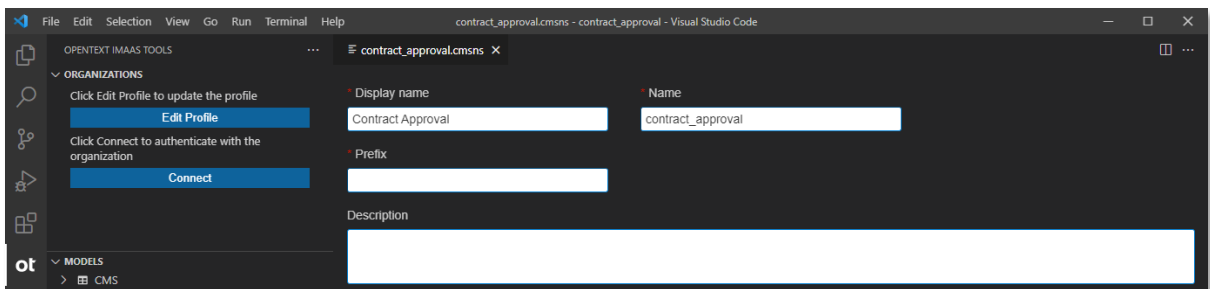 File Edit Selection View Go Run Terminal Help contract_approval.cmsns - contract_approval - Visual Studio Code
OPENTEXT IMAAS TOOLS ...
contract_approval.cmsns
ORGANIZATIONS
Click Edit Profile to update the profile
Edit Profile
Click Connect to authenticate with the
organization
Connect
* Display name * Name
Contract Approval contract_approval
* Prefix
Description
ot
MODELS
CMS